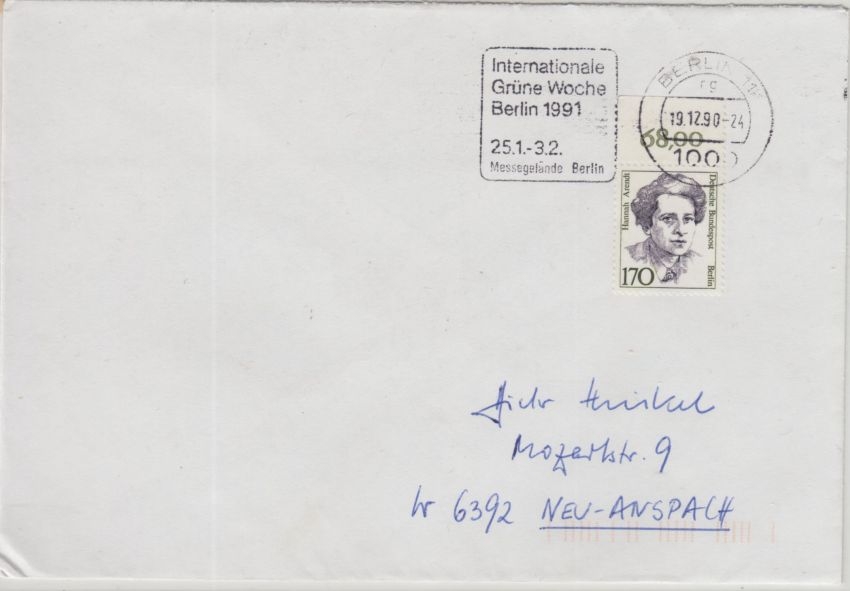 Internationale
Grüne Woche
Berlin 1991
25.1.-3.2.
Messegelände Berlin
BERLIN 11
19.12.90-24
1000
68,00
Hannah Arendt
Deutsche Bundespost Berlin
170
Mozartstr. 9
W 6392 NEU-ANSPACH